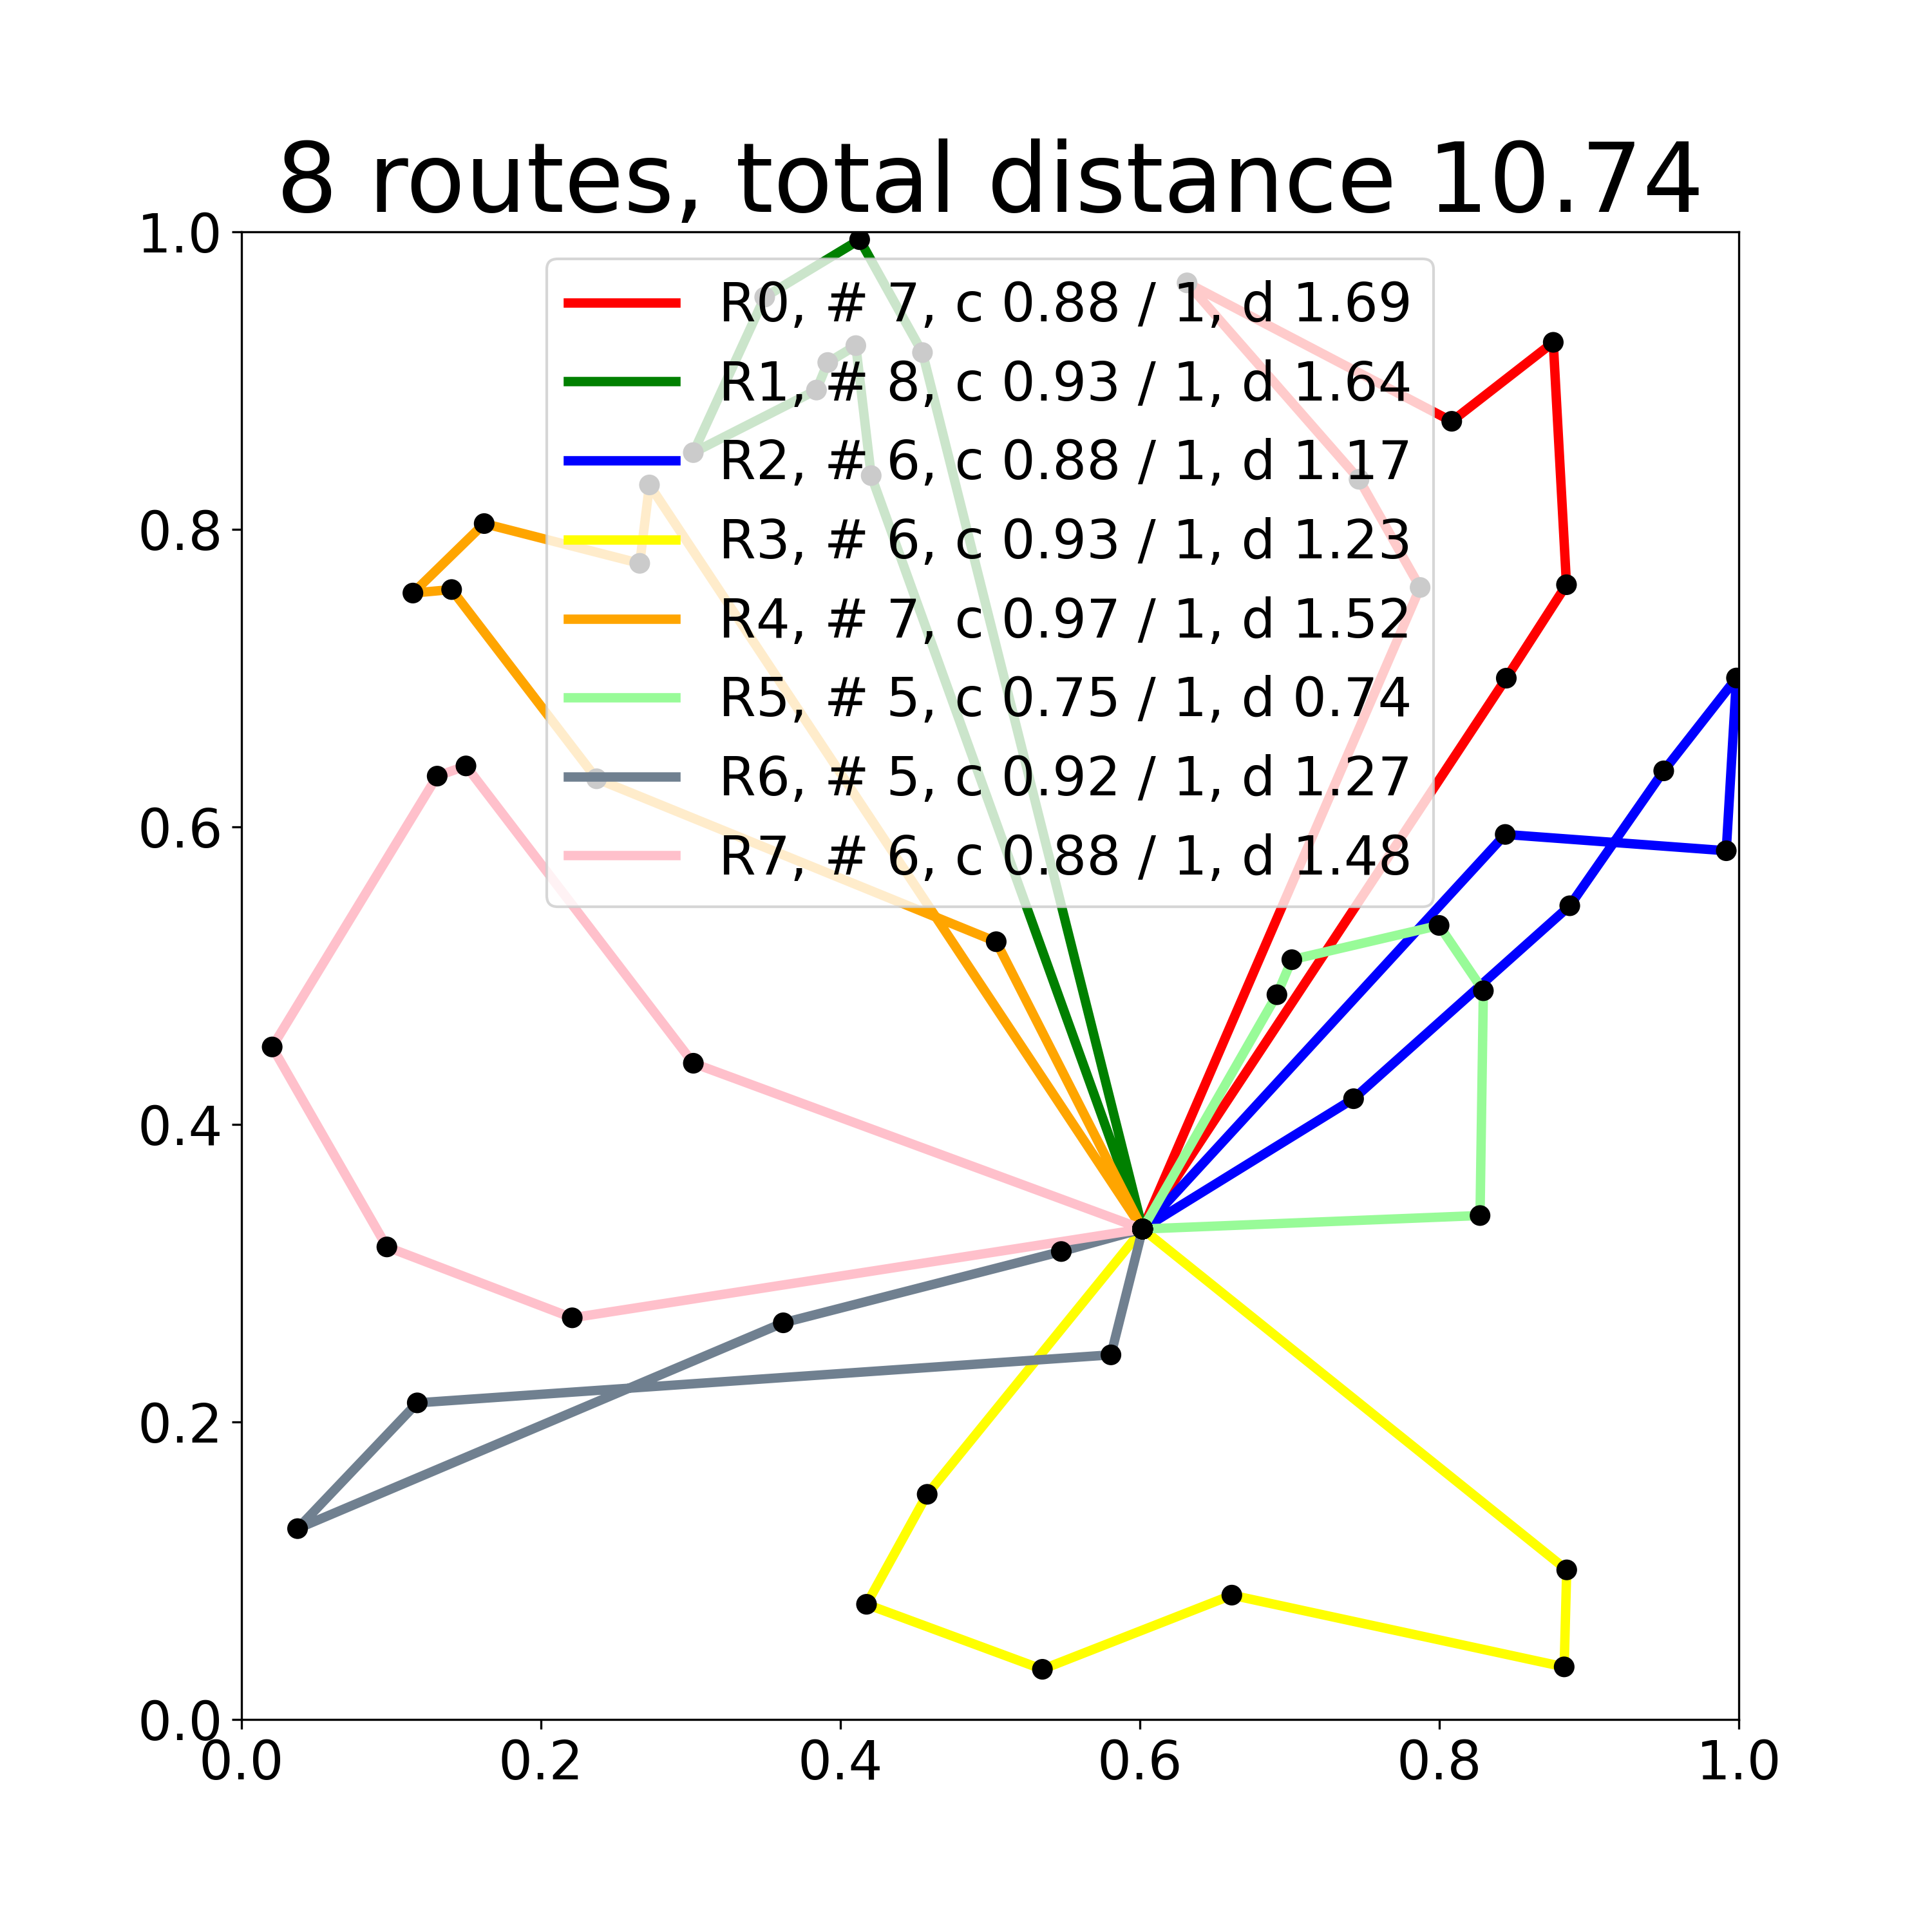 8 routes, total distance 10.74
1.0
0.8
0.6
0.4
0.2
0.0
0.0 0.2 0.4 0.6 0.8 1.0
R0, # 7, c 0.88 / 1, d 1.69
R1, # 8, c 0.93 / 1, d 1.64
R2, # 6, c 0.88 / 1, d 1.17
R3, # 6, c 0.93 / 1, d 1.23
R4, # 7, c 0.97 / 1, d 1.52
R5, # 5, c 0.75 / 1, d 0.74
R6, # 5, c 0.92 / 1, d 1.27
R7, # 6, c 0.88 / 1, d 1.48